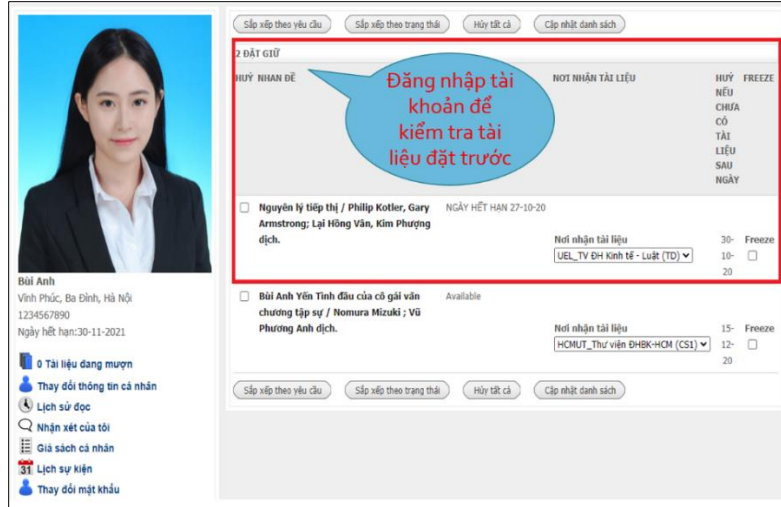 Sắp xếp theo yêu cầu Sắp xếp theo trạng thái Hủy tất cả Cập nhật danh sách
2 ĐẶT GIỮ
HUỶ NHAN ĐỀ NƠI NHẬN TÀI LIỆU HUỶ NẾU CHƯA CÓ TÀI LIỆU SAU NGÀY FREEZE
Đăng nhập tài
khoản để
kiểm tra tài
liệu đặt trước
Nguyên lý tiếp thị / Philip Kotler, Gary NGÀY HẾT HẠN 27-10-20
Armstrong; Lại Hồng Vân, Kim Phượng
dịch.
Nơi nhận tài liệu 30-10-20 Freeze
UEL_TV ĐH Kinh tế - Luật (TD)
Bùi Anh Yến Tình đầu của cô gái văn Available
chương tập sự / Nomura Mizuki ; Vũ
Phương Anh dịch.
Nơi nhận tài liệu 15-12-20 Freeze
HCMUT_Thư viện ĐHBK-HCM (CS1)
Sắp xếp theo yêu cầu Sắp xếp theo trạng thái Hủy tất cả Cập nhật danh sách
Bùi Anh
Vĩnh Phúc, Ba Đình, Hà Nội
1234567890
Ngày hết hạn:30-11-2021
0 Tài liệu đang mượn
Thay đổi thông tin cá nhân
Lịch sử đọc
Nhận xét của tôi
Giá sách cá nhân
31 Lịch sự kiện
Thay đổi mật khẩu